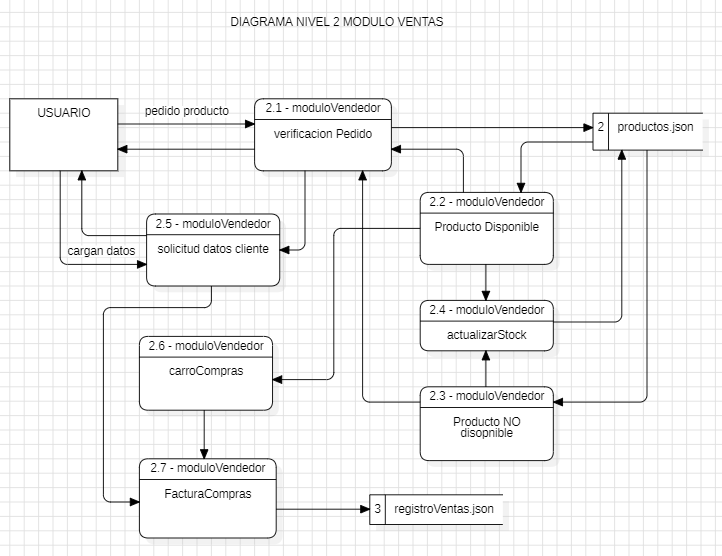 DIAGRAMA NIVEL 2 MODULO VENTAS
USUARIO
pedido producto
2.1 - moduloVendedor
verificacion Pedido
2 productos.json
2.2 - moduloVendedor
Producto Disponible
2.5 - moduloVendedor
solicitud datos cliente
cargan datos
2.4 - moduloVendedor
actualizarStock
2.6 - moduloVendedor
carroCompras
2.3 - moduloVendedor
Producto NO
disopnible
2.7 - moduloVendedor
FacturaCompras
3 registroVentas.json